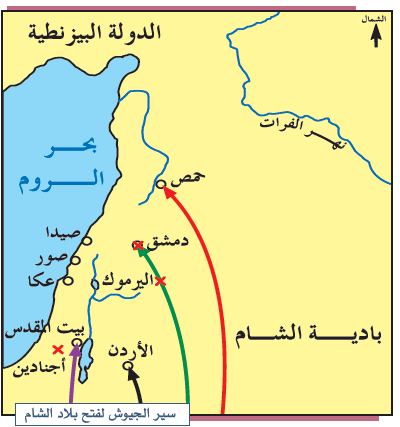 الشمال
الدولة البيزنطية
نهر الفرات
بحر
الروم
حمص
صيدا
دمشق
صور
عكا
اليرموك
بيت المقدس
بادية الشام
الأردن
أجنادين
سير الجيوش لفتح بلاد الشام